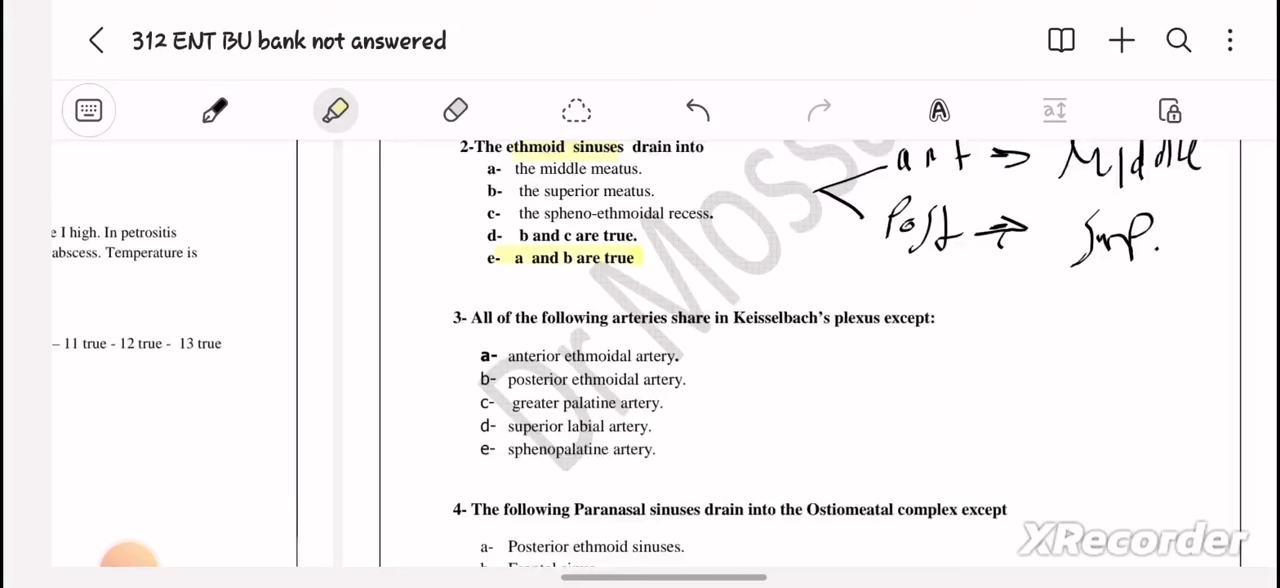 312 ENT BU bank not answered
2-The ethmoid sinuses drain into
a- the middle meatus.
b- the superior meatus.
c- the spheno-ethmoidal recess.
d- b and c are true.
e- a and b are true
ant → Middle
Post → Sup.
e I high. In petrositis
abscess. Temperature is
– 11 true - 12 true - 13 true
3- All of the following arteries share in Keisselbach’s plexus except:
a- anterior ethmoidal artery.
b- posterior ethmoidal artery.
c- greater palatine artery.
d- superior labial artery.
e- sphenopalatine artery.
4- The following Paranasal sinuses drain into the Ostiomeatal complex except
a- Posterior ethmoid sinuses.
Dr Moss
XRecorder